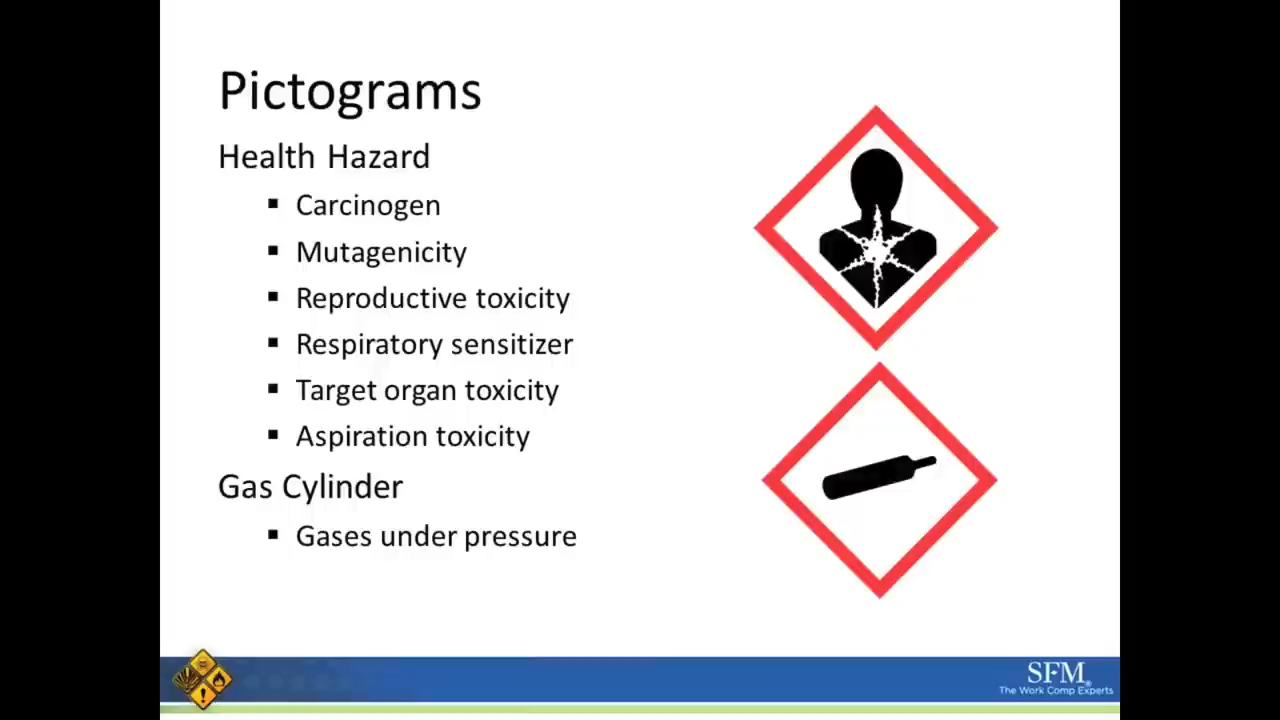 Pictograms
Health Hazard
▪ Carcinogen
▪ Mutagenicity
▪ Reproductive toxicity
▪ Respiratory sensitizer
▪ Target organ toxicity
▪ Aspiration toxicity
Gas Cylinder
▪ Gases under pressure
SFM®
The Work Comp Experts